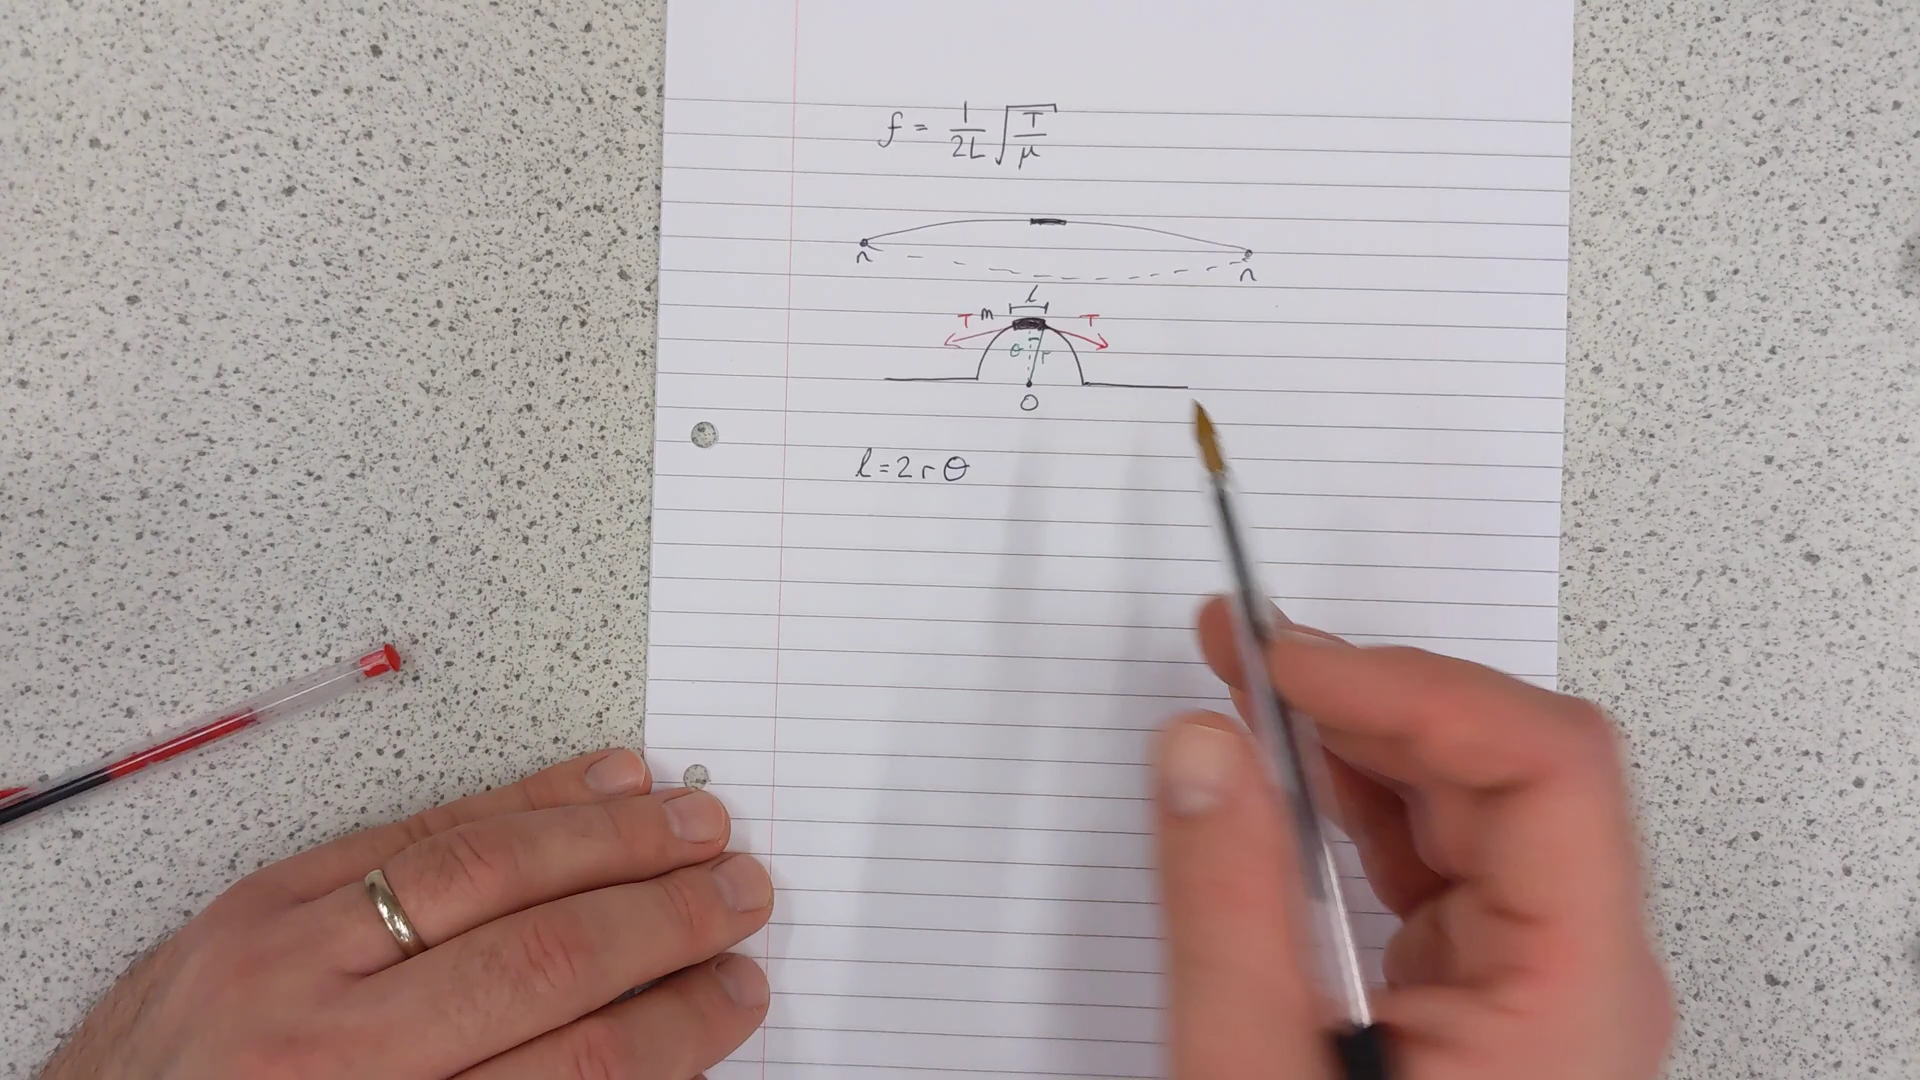 f = 1/2L √T/μ
n n
l
T m T
θ r
O
l = 2rθ